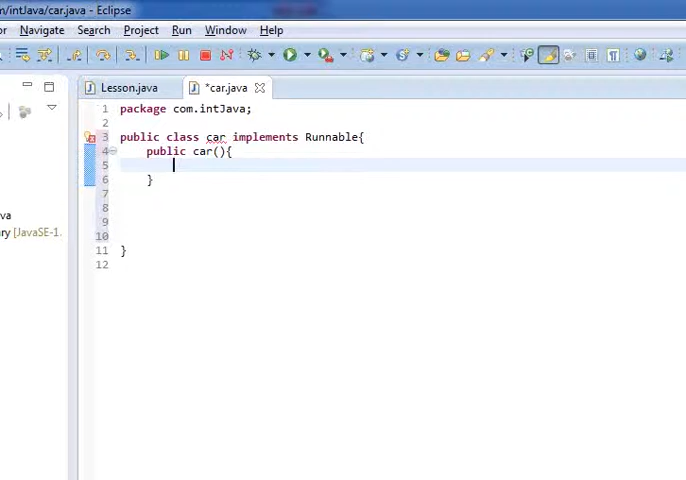 m/intJava/car.java - Eclipse
or Navigate Search Project Run Window Help
Lesson.java *car.java
1 package com.intJava;
2
3 public class car implements Runnable{
4 public car(){
5
6 }
7
8
9
10
11 }
12
va
ry [JavaSE-1.